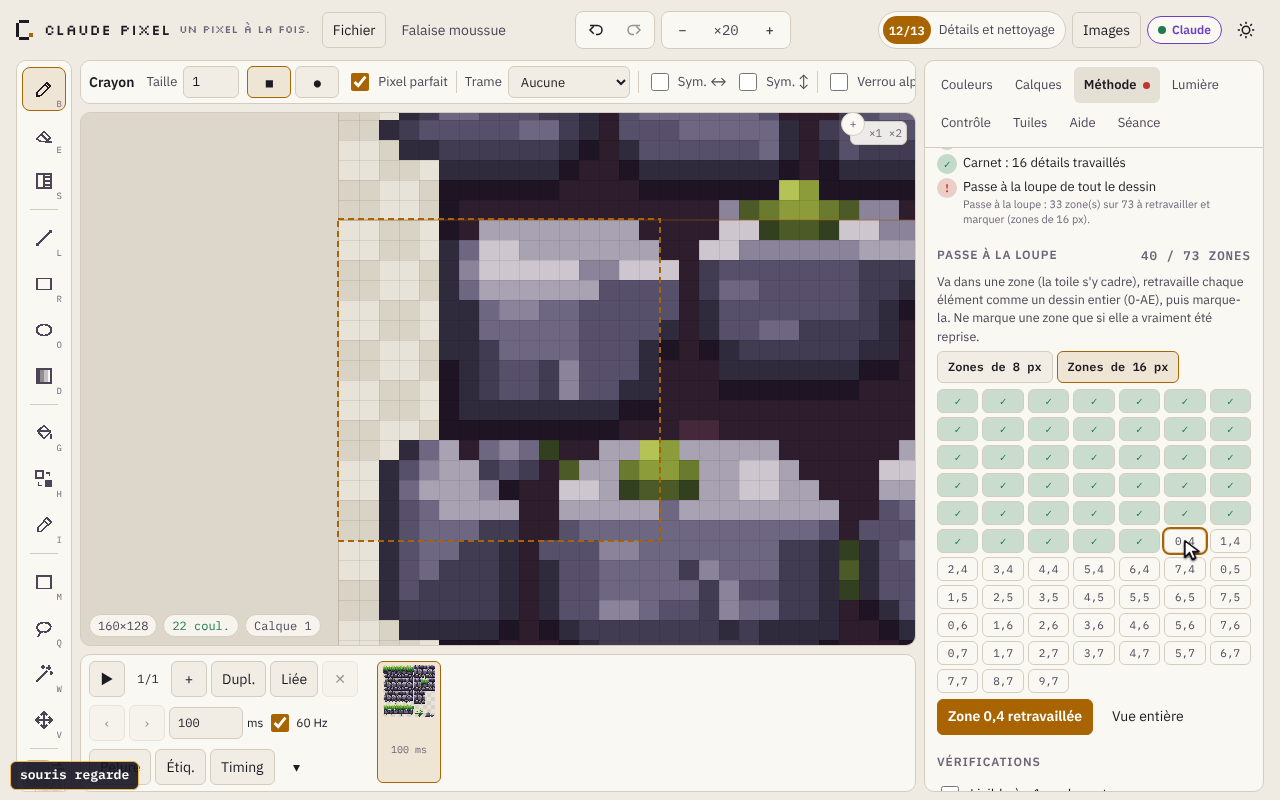 CLAUDE PIXEL UN PIXEL À LA FOIS. Fichier Falaise moussue − ×20 + 12/13 Détails et nettoyage Images Claude
Crayon Taille 1 Pixel parfait Trame Aucune Sym. ↔ Sym. ↕ Verrou alp
×1 ×2
B
E
S
L
R
O
D
G
H
I
M
Q
W
V
160×128 22 coul. Calque 1
1/1 + Dupl. Liée ×
100 ms 60 Hz
Étiq. Timing ▼
100 ms
souris regarde
Couleurs Calques Méthode Lumière
Contrôle Tuiles Aide Séance
✓ Carnet : 16 détails travaillés
! Passe à la loupe de tout le dessin
Passe à la loupe : 33 zone(s) sur 73 à retravailler et
marquer (zones de 16 px).
PASSE À LA LOUPE 40 / 73 ZONES
Va dans une zone (la toile s'y cadre), retravaille chaque
élément comme un dessin entier (0-AE), puis marque-
la. Ne marque une zone que si elle a vraiment été
reprise.
Zones de 8 px Zones de 16 px
✓ ✓ ✓ ✓ ✓ ✓ ✓
✓ ✓ ✓ ✓ ✓ ✓ ✓
✓ ✓ ✓ ✓ ✓ ✓ ✓
✓ ✓ ✓ ✓ ✓ ✓ ✓
✓ ✓ ✓ ✓ ✓ ✓ ✓
✓ ✓ ✓ ✓ ✓ 0,4 1,4
2,4 3,4 4,4 5,4 6,4 7,4 0,5
1,5 2,5 3,5 4,5 5,5 6,5 7,5
0,6 1,6 2,6 3,6 5,6 6,6 7,6
0,7 1,7 2,7 3,7 4,7 5,7 6,7
7,7 8,7 9,7
Zone 0,4 retravaillée Vue entière
VÉRIFICATIONS